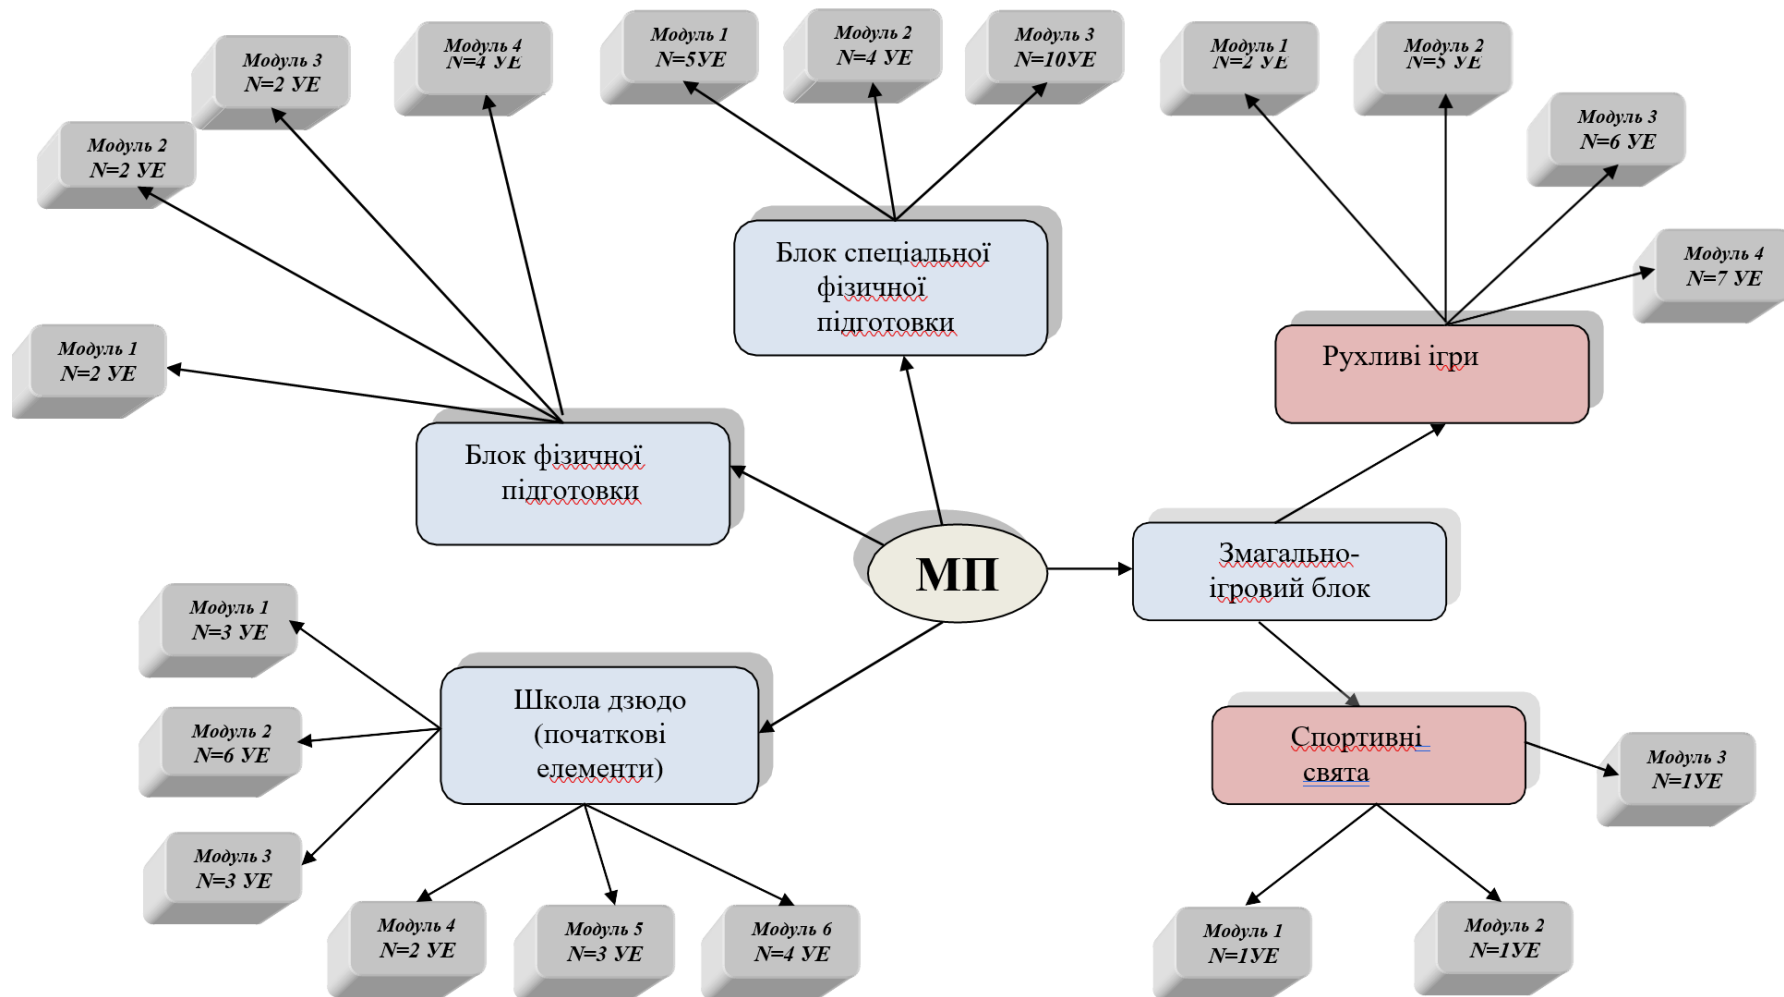 Модуль 1
N=5УЕ
Модуль 2
N=4 УЕ
Модуль 3
N=10УЕ
Модуль 4
N=4 УЕ
Модуль 3
N=2 УЕ
Модуль 2
N=2 УЕ
Модуль 1
N=2 УЕ
Модуль 1
N=2 УЕ
Модуль 2
N=5 УЕ
Модуль 3
N=6 УЕ
Модуль 4
N=7 УЕ
Блок спеціальної
фізичної
підготовки
Рухливі ігри
Блок фізичної
підготовки
МП
Змагально-
ігровий блок
Школа дзюдо
(початкові
елементи)
Спортивні
свята
Модуль 1
N=3 УЕ
Модуль 2
N=6 УЕ
Модуль 3
N=3 УЕ
Модуль 4
N=2 УЕ
Модуль 5
N=3 УЕ
Модуль 6
N=4 УЕ
Модуль 3
N=1УЕ
Модуль 1
N=1УЕ
Модуль 2
N=1УЕ